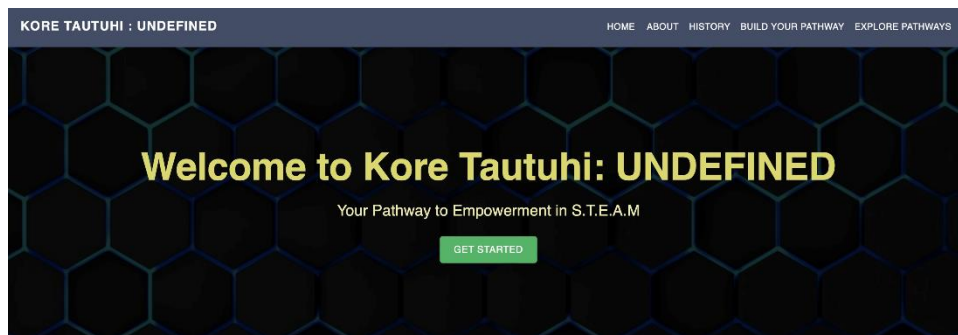 KORE TAUTUHI : UNDEFINED
HOME ABOUT HISTORY BUILD YOUR PATHWAY EXPLORE PATHWAYS
Welcome to Kore Tautuhi: UNDEFINED
Your Pathway to Empowerment in S.T.E.A.M
GET STARTED